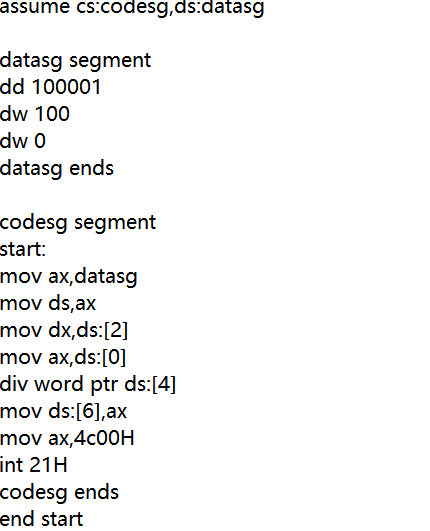 assume cs:codesg,ds:datasg
datasg segment
dd 100001
dw 100
dw 0
datasg ends
codesg segment
start:
mov ax,datasg
mov ds,ax
mov dx,ds:[2]
mov ax,ds:[0]
div word ptr ds:[4]
mov ds:[6],ax
mov ax,4c00H
int 21H
codesg ends
end start